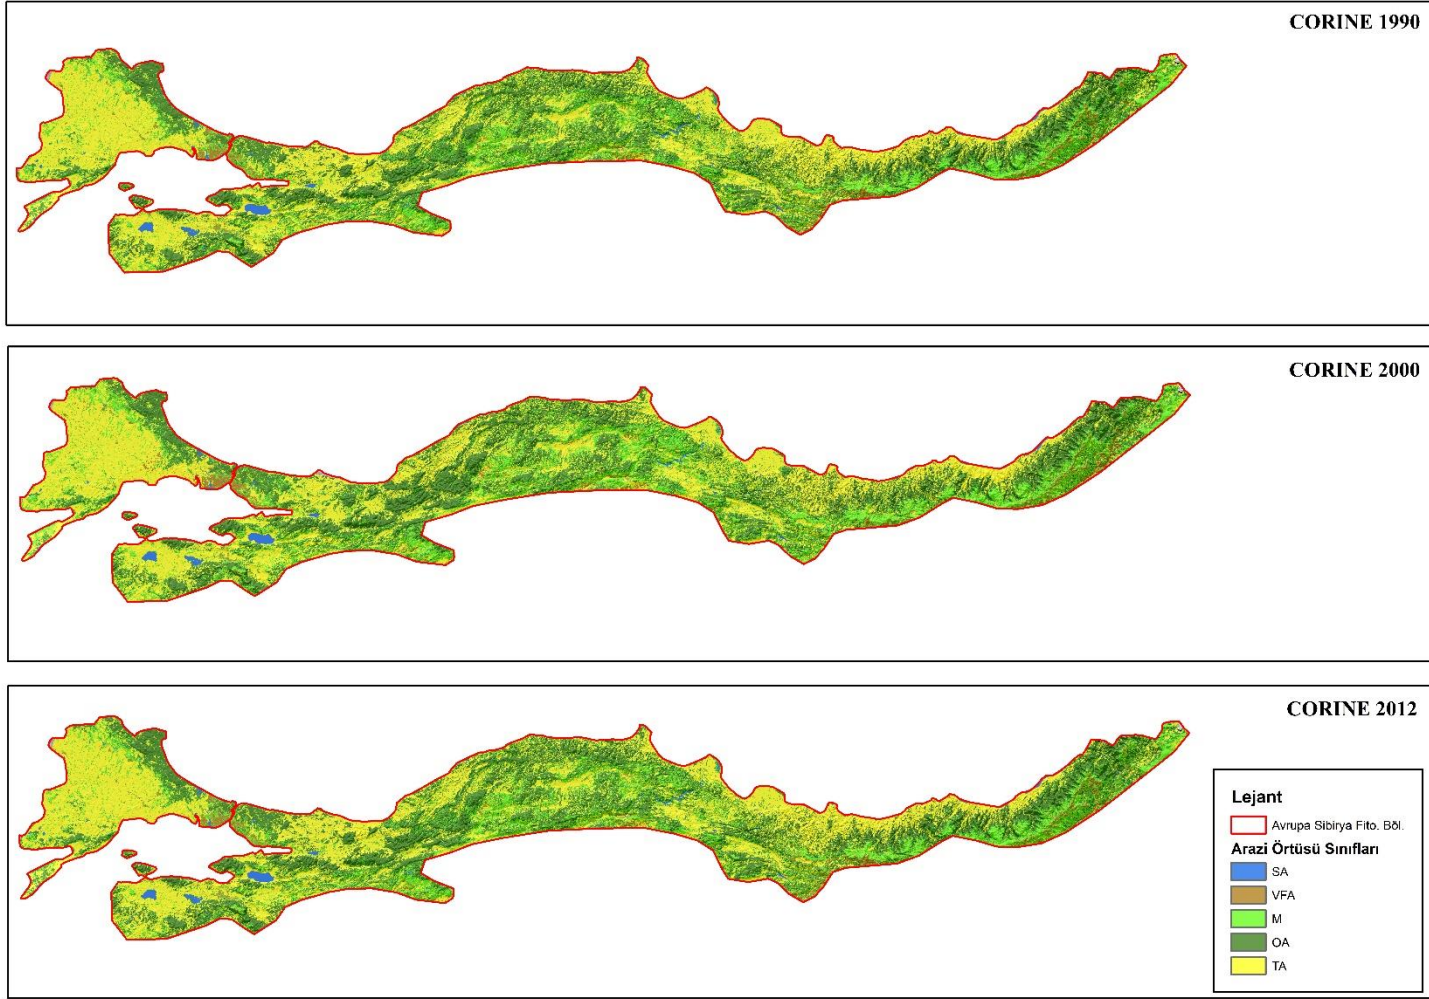 CORINE 1990
CORINE 2000
CORINE 2012
Lejant
Avrupa Sibirya Fito. Böl.
Arazi Örtüsü Sınıfları
SA
VFA
M
OA
TA